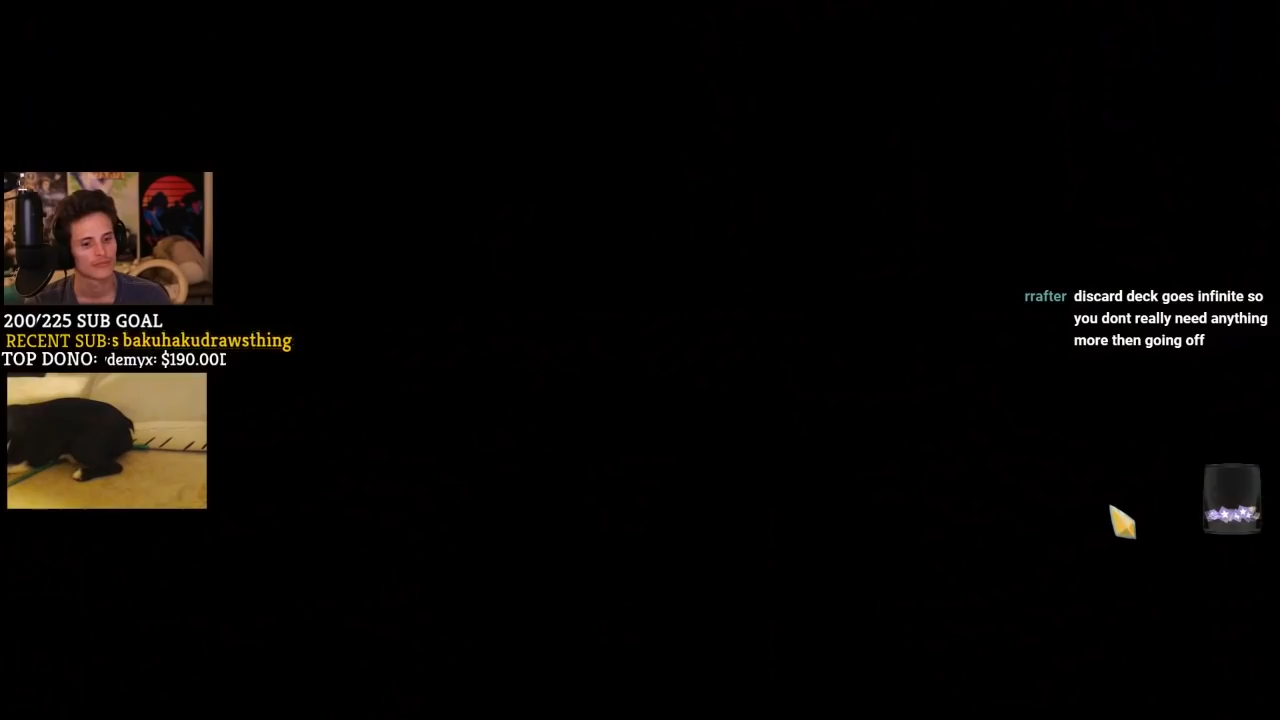 200/225 SUB GOAL
RECENT SUB:s bakuhakudrawsthing
TOP DONO: demyx: $190.00
rrafter discard deck goes infinite so
you dont really need anything
more then going off